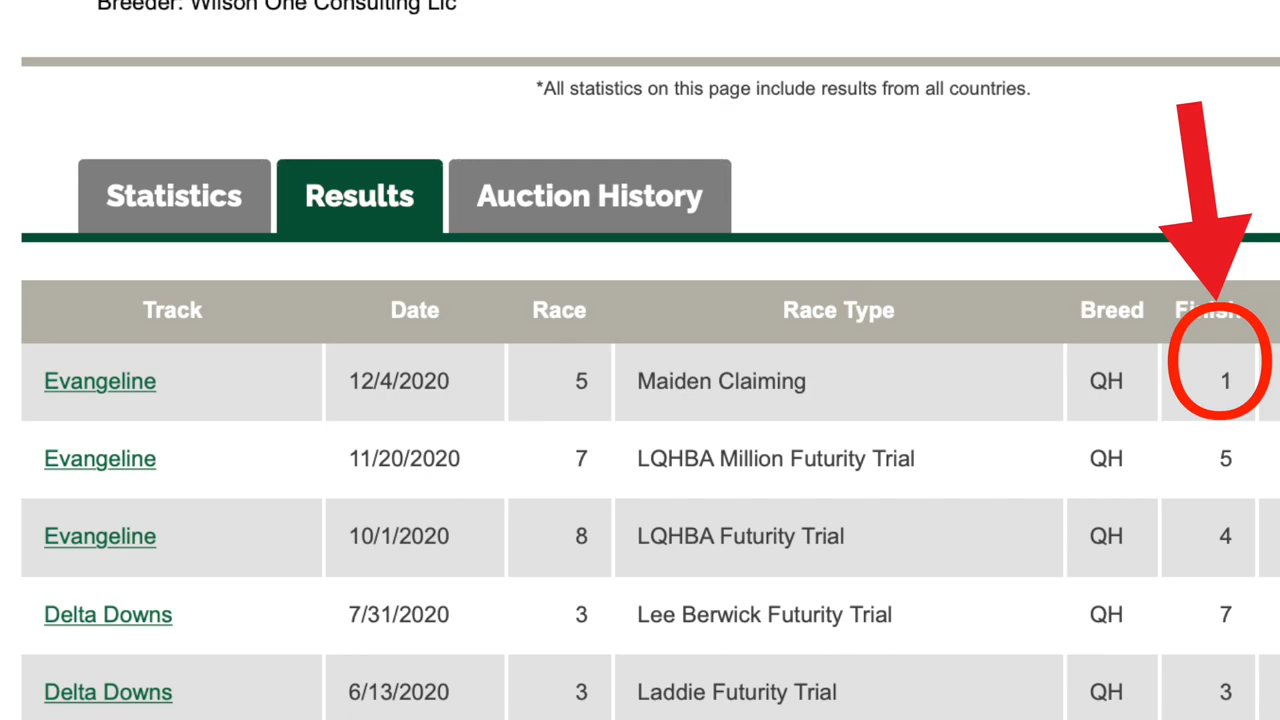 Breeder: Wilson One Consulting Llc
*All statistics on this page include results from all countries.
Statistics Results Auction History
Track Date Race Race Type Breed Finish
Evangeline 12/4/2020 5 Maiden Claiming QH 1
Evangeline 11/20/2020 7 LQHBA Million Futurity Trial QH 5
Evangeline 10/1/2020 8 LQHBA Futurity Trial QH 4
Delta Downs 7/31/2020 3 Lee Berwick Futurity Trial QH 7
Delta Downs 6/13/2020 3 Laddie Futurity Trial QH 3